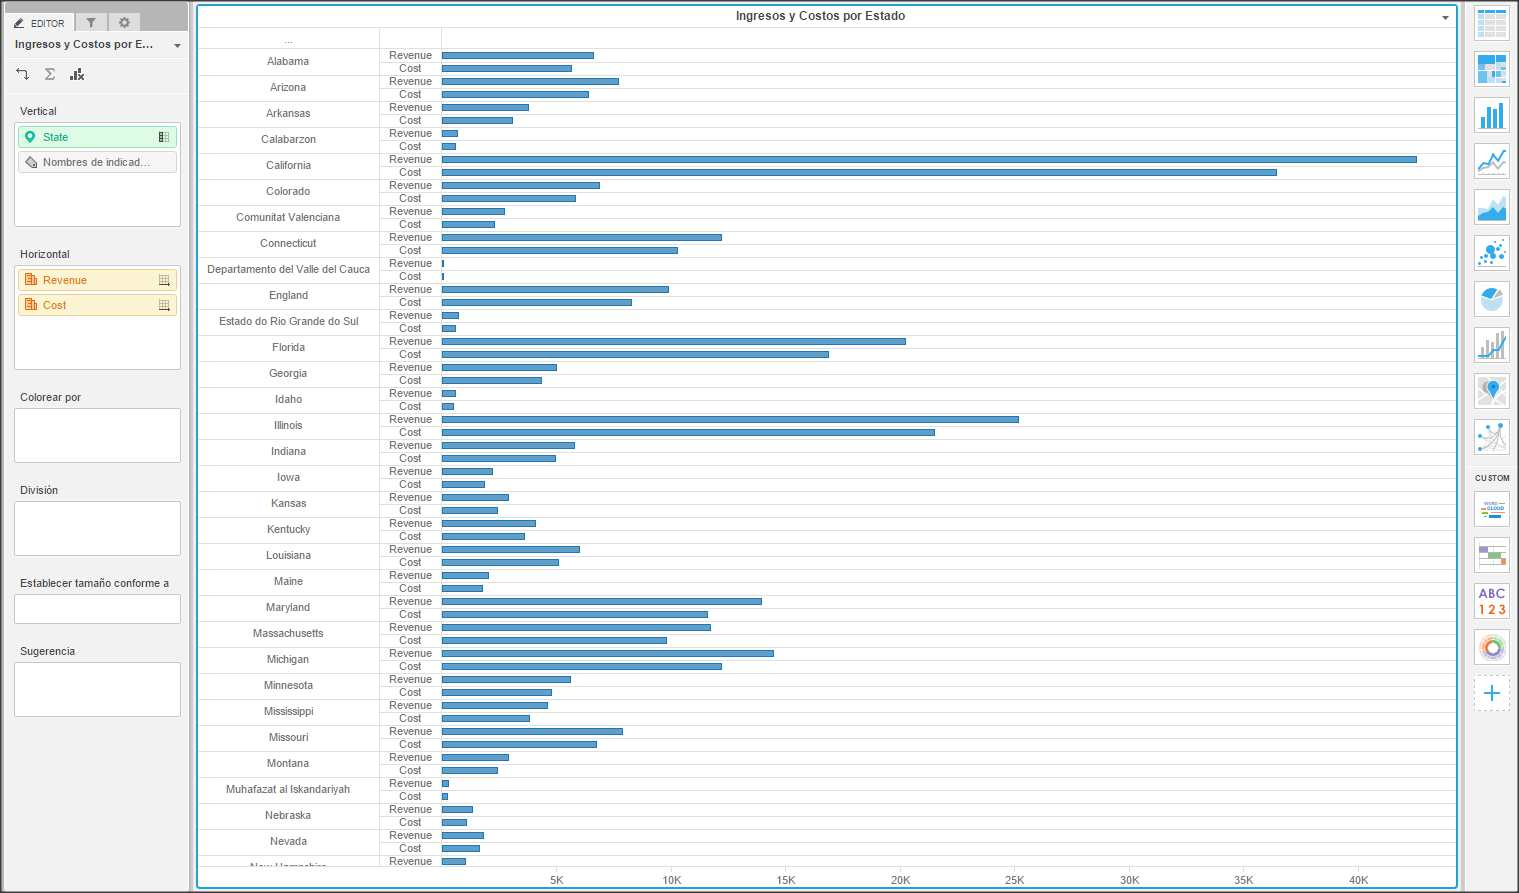 EDITOR
Ingresos y Costos por E...
Vertical
State
Nombres de indicad...
Horizontal
Revenue
Cost
Colorear por
División
Establecer tamaño conforme a
Sugerencia
Ingresos y Costos por Estado
...
Alabama
Revenue
Cost
Arizona
Revenue
Cost
Arkansas
Revenue
Cost
Calabarzon
Revenue
Cost
California
Revenue
Cost
Colorado
Revenue
Cost
Comunitat Valenciana
Revenue
Cost
Connecticut
Revenue
Cost
Departamento del Valle del Cauca
Revenue
Cost
England
Revenue
Cost
Estado do Rio Grande do Sul
Revenue
Cost
Florida
Revenue
Cost
Georgia
Revenue
Cost
Idaho
Revenue
Cost
Illinois
Revenue
Cost
Indiana
Revenue
Cost
Iowa
Revenue
Cost
Kansas
Revenue
Cost
Kentucky
Revenue
Cost
Louisiana
Revenue
Cost
Maine
Revenue
Cost
Maryland
Revenue
Cost
Massachusetts
Revenue
Cost
Michigan
Revenue
Cost
Minnesota
Revenue
Cost
Mississippi
Revenue
Cost
Missouri
Revenue
Cost
Montana
Revenue
Cost
Muhafazat al Iskandariyah
Revenue
Cost
Nebraska
Revenue
Cost
Nevada
Revenue
Cost
New Hampshire
Revenue
5K 10K 15K 20K 25K 30K 35K 40K
CUSTOM
WORD
CLOUD
ABC
1 2 3